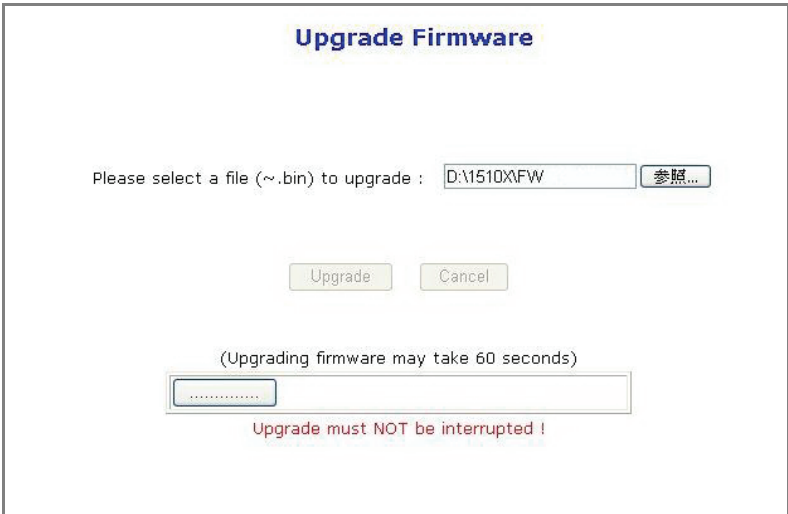 Upgrade Firmware
Please select a file (~.bin) to upgrade : D:\1510X\FW 参照...
Upgrade Cancel
(Upgrading firmware may take 60 seconds)
..............
Upgrade must NOT be interrupted !